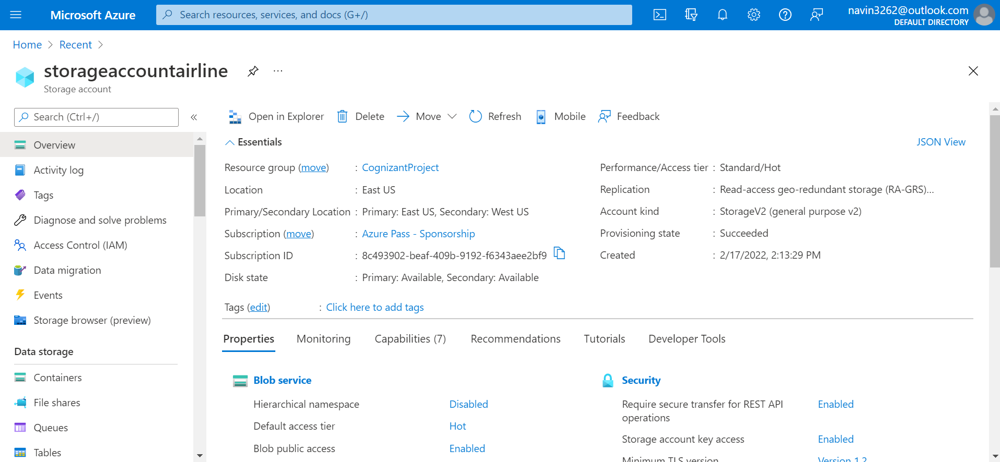 Microsoft Azure
Search resources, services, and docs (G+/)
navin3262@outlook.com
DEFAULT DIRECTORY
Home > Recent >
storageaccountairline
Storage account
Search (Ctrl+/)
«
Open in Explorer
Delete
Move
Refresh
Mobile
Feedback
Overview
Activity log
Tags
Diagnose and solve problems
Access Control (IAM)
Data migration
Events
Storage browser (preview)
Data storage
Containers
File shares
Queues
Tables
Essentials
JSON View
Resource group (move) : CognizantProject
Location : East US
Primary/Secondary Location : Primary: East US, Secondary: West US
Subscription (move) : Azure Pass - Sponsorship
Subscription ID : 8c493902-beaf-409b-9192-f6343aee2bf9
Disk state : Primary: Available, Secondary: Available
Performance/Access tier : Standard/Hot
Replication : Read-access geo-redundant storage (RA-GRS)...
Account kind : StorageV2 (general purpose v2)
Provisioning state : Succeeded
Created : 2/17/2022, 2:13:29 PM
Tags (edit) : Click here to add tags
Properties
Monitoring
Capabilities (7)
Recommendations
Tutorials
Developer Tools
Blob service
Hierarchical namespace Disabled
Default access tier Hot
Blob public access Enabled
Security
Require secure transfer for REST API Enabled
operations
Storage account key access Enabled
Minimum TLS version Version 1.2